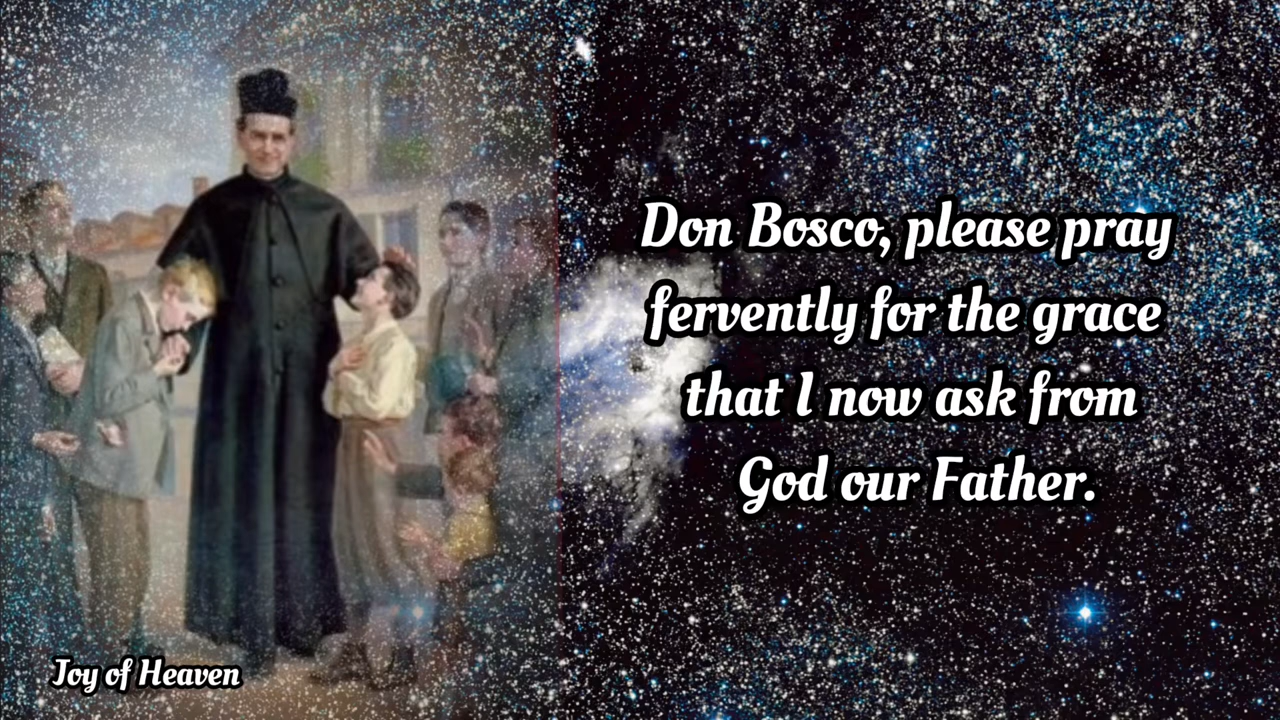 Don Bosco, please pray
fervently for the grace
that I now ask from
God our Father.
Joy of Heaven